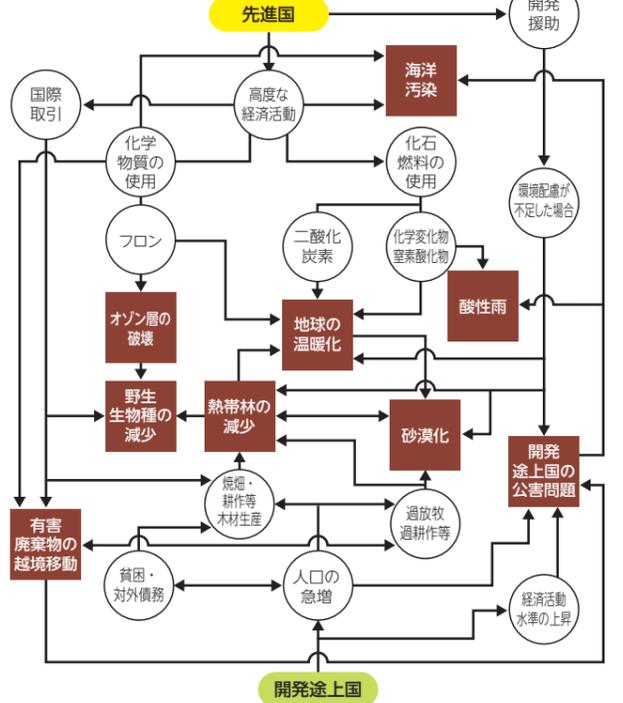 先進国
開発
援助
海洋
汚染
国際
取引
高度な
経済活動
化学
物質の
使用
化石
燃料の
使用
環境配慮が
不足した場合
フロン
二酸化
炭素
化学変化物
窒素酸化物
酸性雨
オゾン層の
破壊
地球の
温暖化
野生
生物種の
減少
熱帯林の
減少
砂漠化
開発
途上国の
公害問題
焼畑・
耕作等
木材生産
過放牧
過耕作等
有害
廃棄物の
越境移動
貧困・
対外債務
人口の
急増
経済活動
水準の上昇
開発途上国